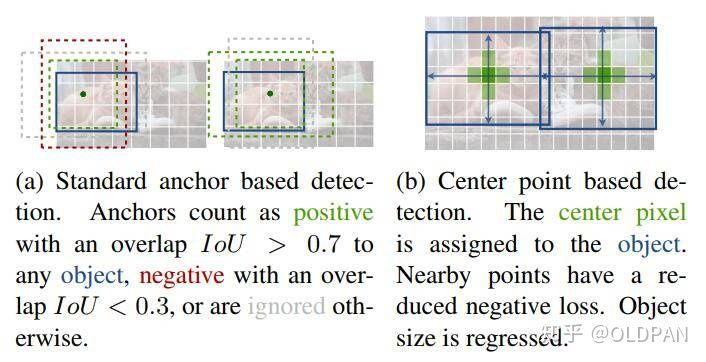 (a) Standard anchor based detec-
tion. Anchors count as positive
with an overlap IoU > 0.7 to
any object, negative with an over-
lap IoU < 0.3, or are ignored oth-
erwise.
(b) Center point based de-
tection. The center pixel
is assigned to the object.
Nearby points have a re-
duced negative loss. Object
size is regressed.
知乎 @OLDPAN